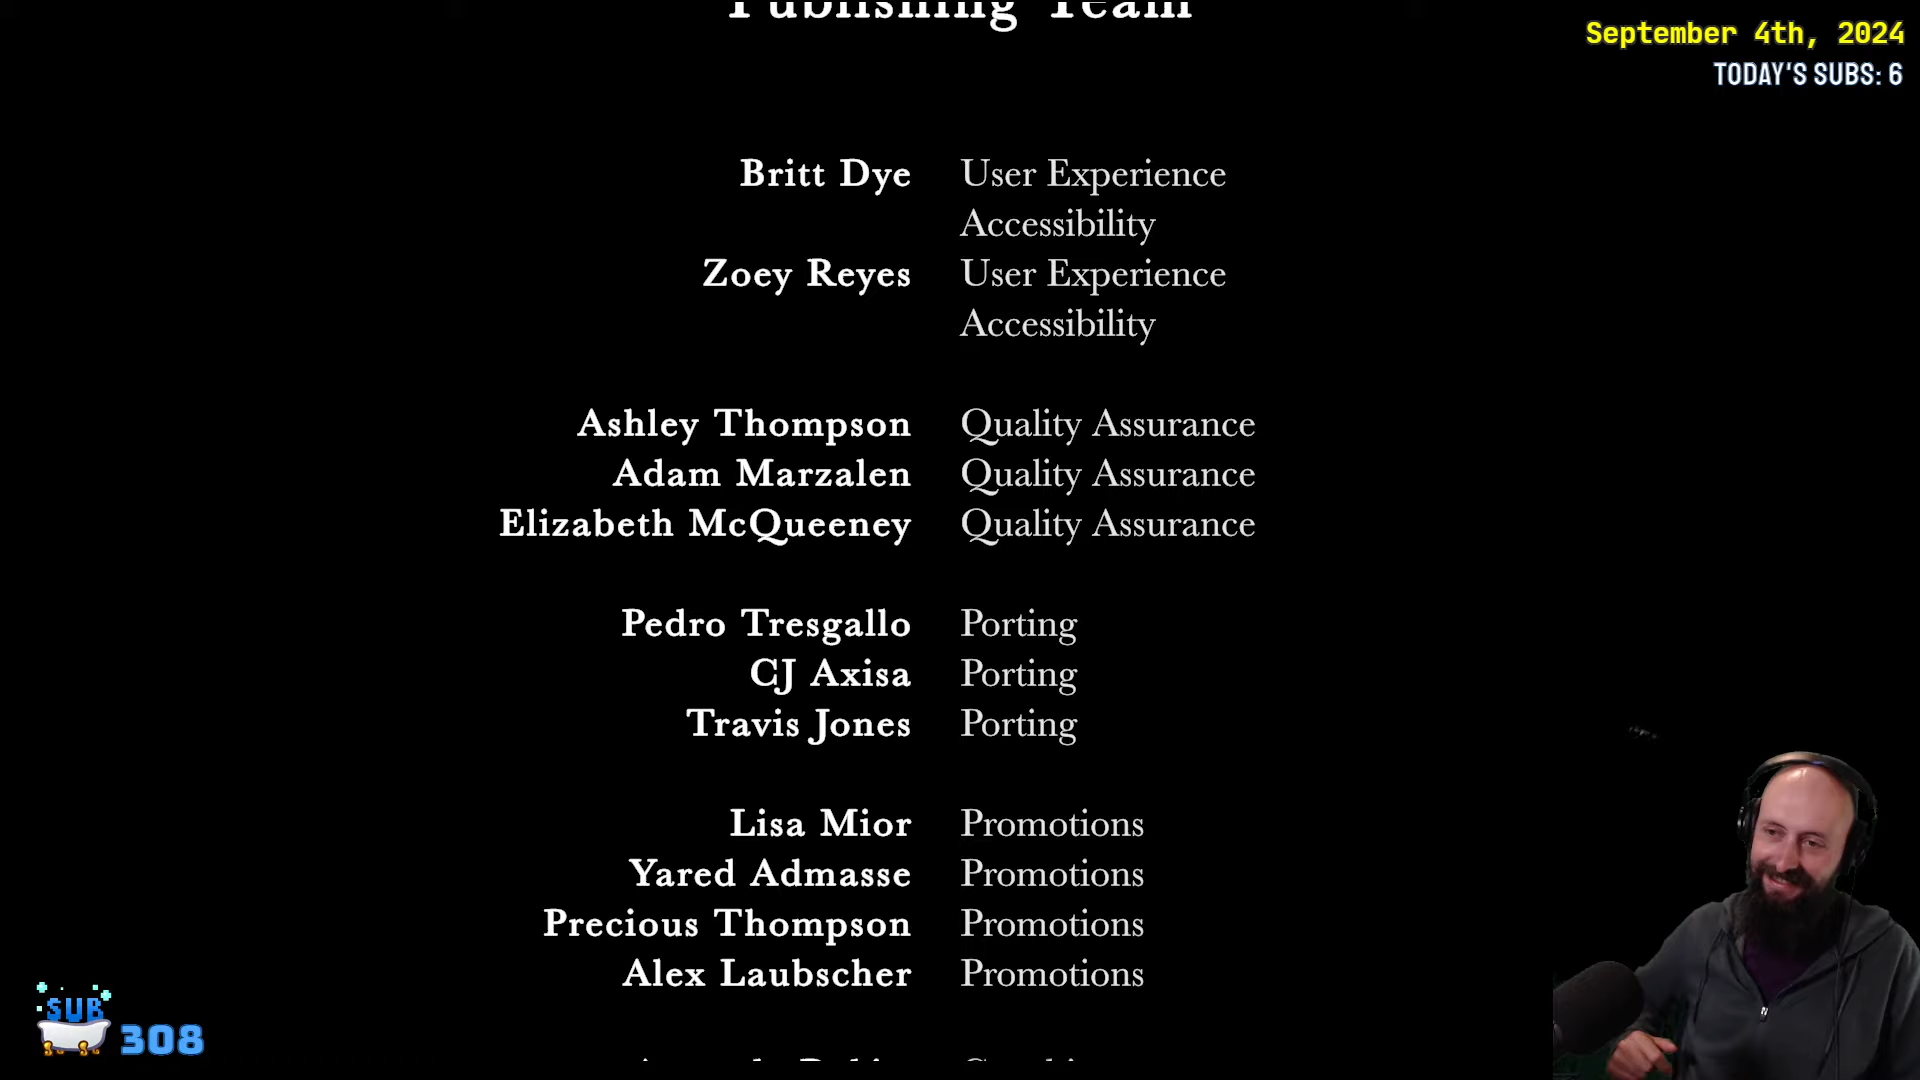 Publishing Team
September 4th, 2024
TODAY'S SUBS: 6
Britt Dye User Experience
Accessibility
Zoey Reyes User Experience
Accessibility
Ashley Thompson Quality Assurance
Adam Marzalen Quality Assurance
Elizabeth McQueeney Quality Assurance
Pedro Tresgallo Porting
CJ Axisa Porting
Travis Jones Porting
Lisa Mior Promotions
Yared Admasse Promotions
Precious Thompson Promotions
Alex Laubscher Promotions
SUB 308